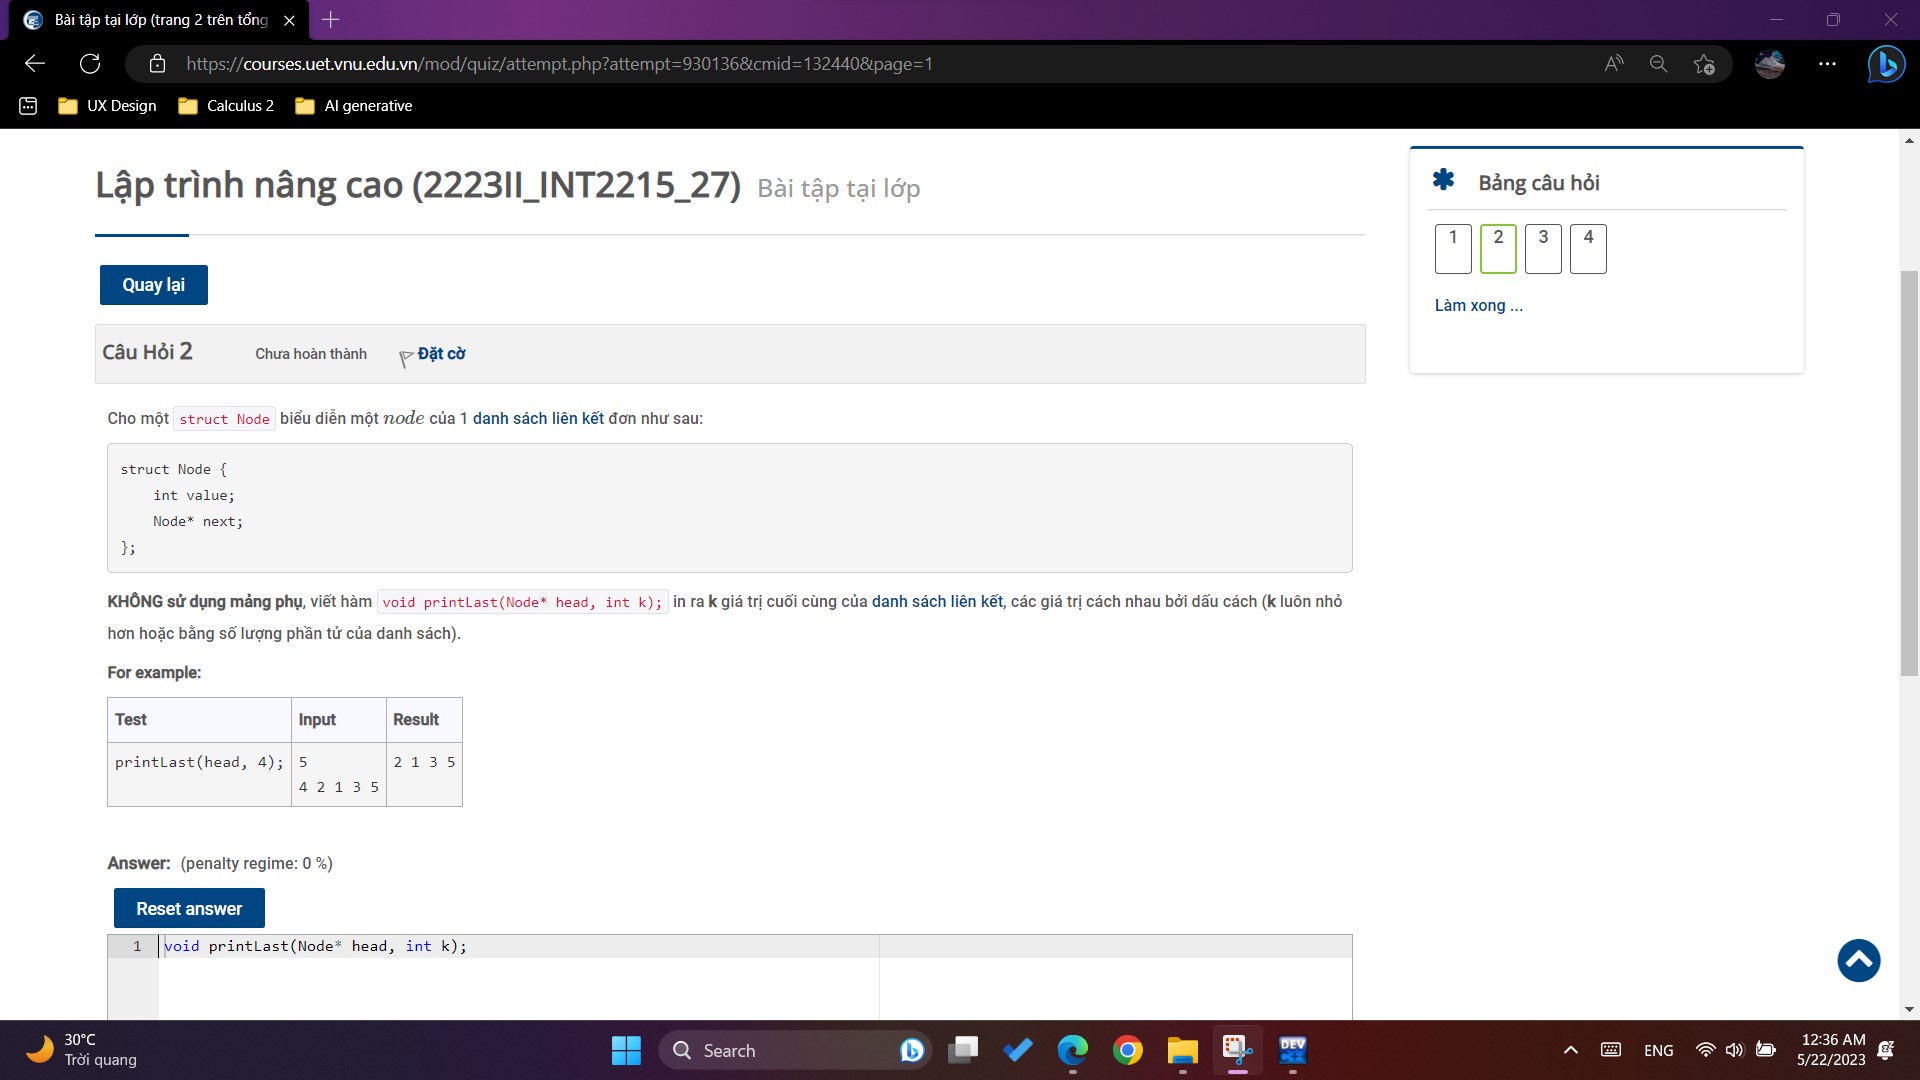 Bài tập tại lớp (trang 2 trên tổng
https://courses.uet.vnu.edu.vn/mod/quiz/attempt.php?attempt=930136&cmid=132440&page=1
UX Design
Calculus 2
AI generative
Lập trình nâng cao (2223II_INT2215_27) Bài tập tại lớp
Quay lại
Câu Hỏi 2
Chưa hoàn thành
Đặt cờ
Cho một struct Node biểu diễn một node của 1 danh sách liên kết đơn như sau:
struct Node {
    int value;
    Node* next;
};
KHÔNG sử dụng mảng phụ, viết hàm void printLast(Node* head, int k); in ra k giá trị cuối cùng của danh sách liên kết, các giá trị cách nhau bởi dấu cách (k luôn nhỏ
hơn hoặc bằng số lượng phần tử của danh sách).
For example:
Test Input Result
printLast(head, 4); 5 2 1 3 5
4 2 1 3 5
Answer: (penalty regime: 0 %)
Reset answer
1 void printLast(Node* head, int k);
Bảng câu hỏi
1 2 3 4
Làm xong ...
30°C
Trời quang
Search
DEV
C++
ENG
12:36 AM
5/22/2023